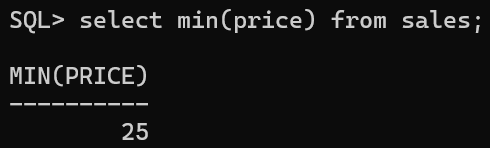 SQL> select min(price) from sales;
MIN(PRICE)
----------
        25